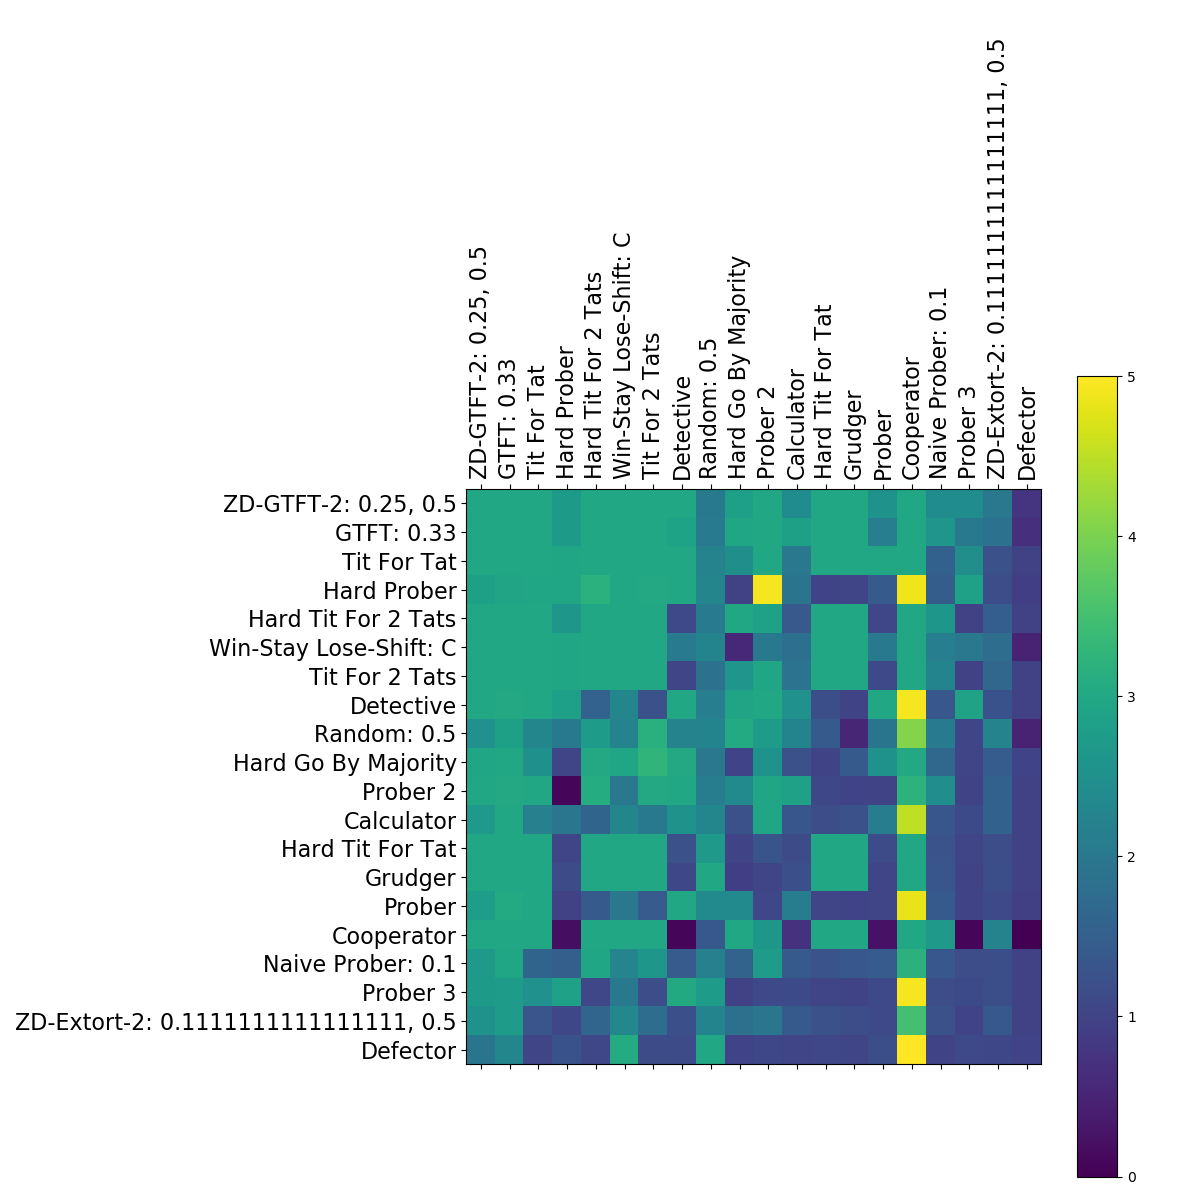 ZD-GTFT-2: 0.25, 0.5
GTFT: 0.33
Tit For Tat
Hard Prober
Hard Tit For 2 Tats
Win-Stay Lose-Shift: C
Tit For 2 Tats
Detective
Random: 0.5
Hard Go By Majority
Prober 2
Calculator
Hard Tit For Tat
Grudger
Prober
Cooperator
Naive Prober: 0.1
Prober 3
ZD-Extort-2: 0.1111111111111111, 0.5
Defector
ZD-GTFT-2: 0.25, 0.5
GTFT: 0.33
Tit For Tat
Hard Prober
Hard Tit For 2 Tats
Win-Stay Lose-Shift: C
Tit For 2 Tats
Detective
Random: 0.5
Hard Go By Majority
Prober 2
Calculator
Hard Tit For Tat
Grudger
Prober
Cooperator
Naive Prober: 0.1
Prober 3
ZD-Extort-2: 0.1111111111111111, 0.5
Defector
5
4
3
2
1
0